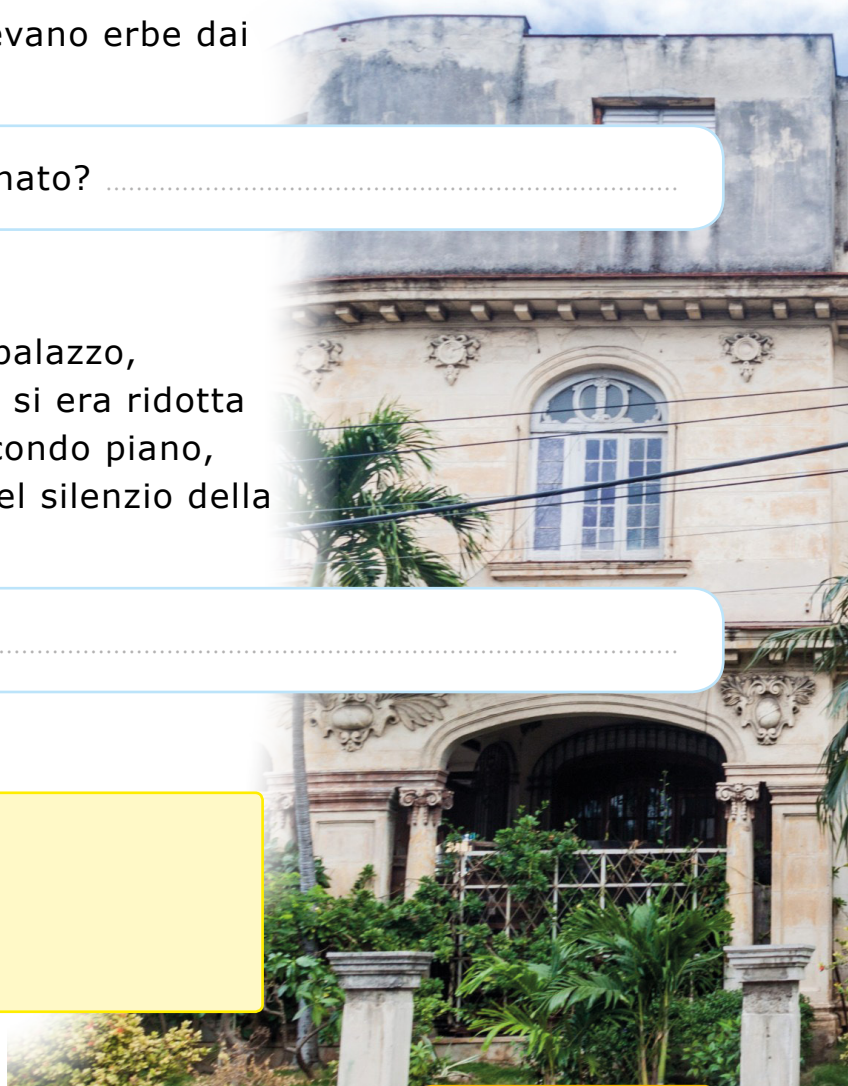 evano erbe dai
nato?
palazzo,
si era ridotta
condo piano,
el silenzio della